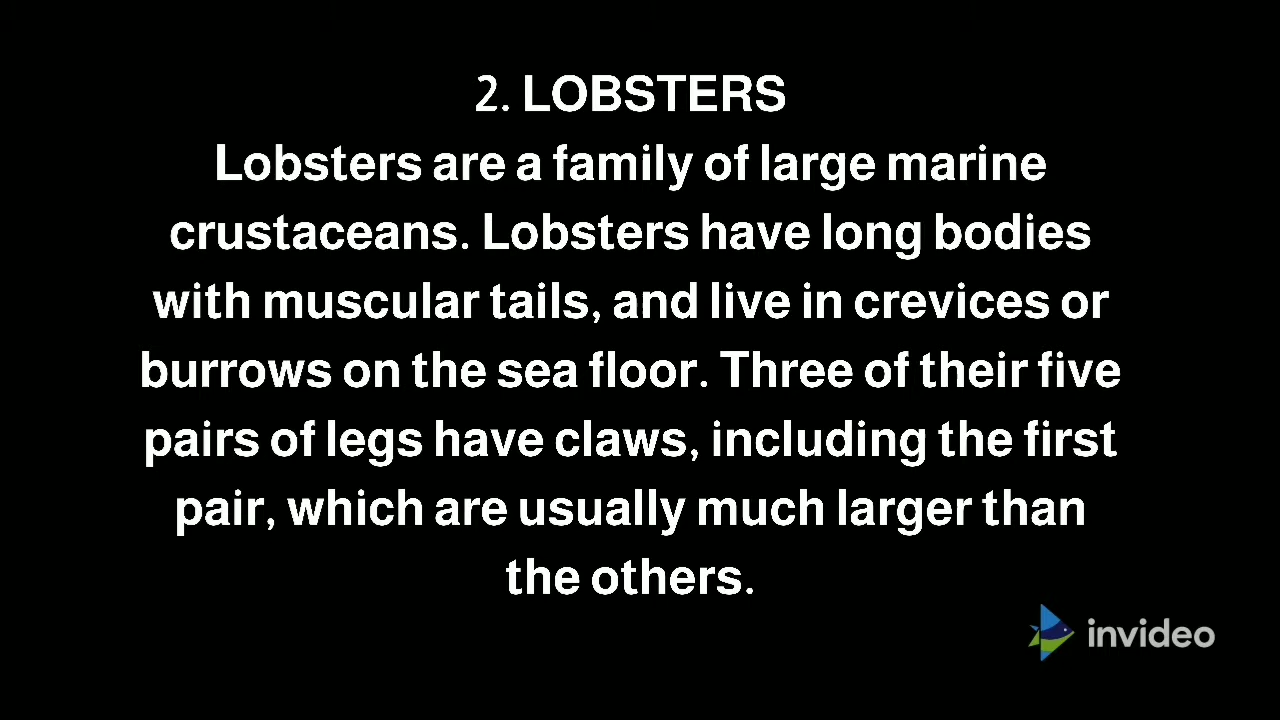 2. LOBSTERS
Lobsters are a family of large marine
crustaceans. Lobsters have long bodies
with muscular tails, and live in crevices or
burrows on the sea floor. Three of their five
pairs of legs have claws, including the first
pair, which are usually much larger than
the others.
invideo